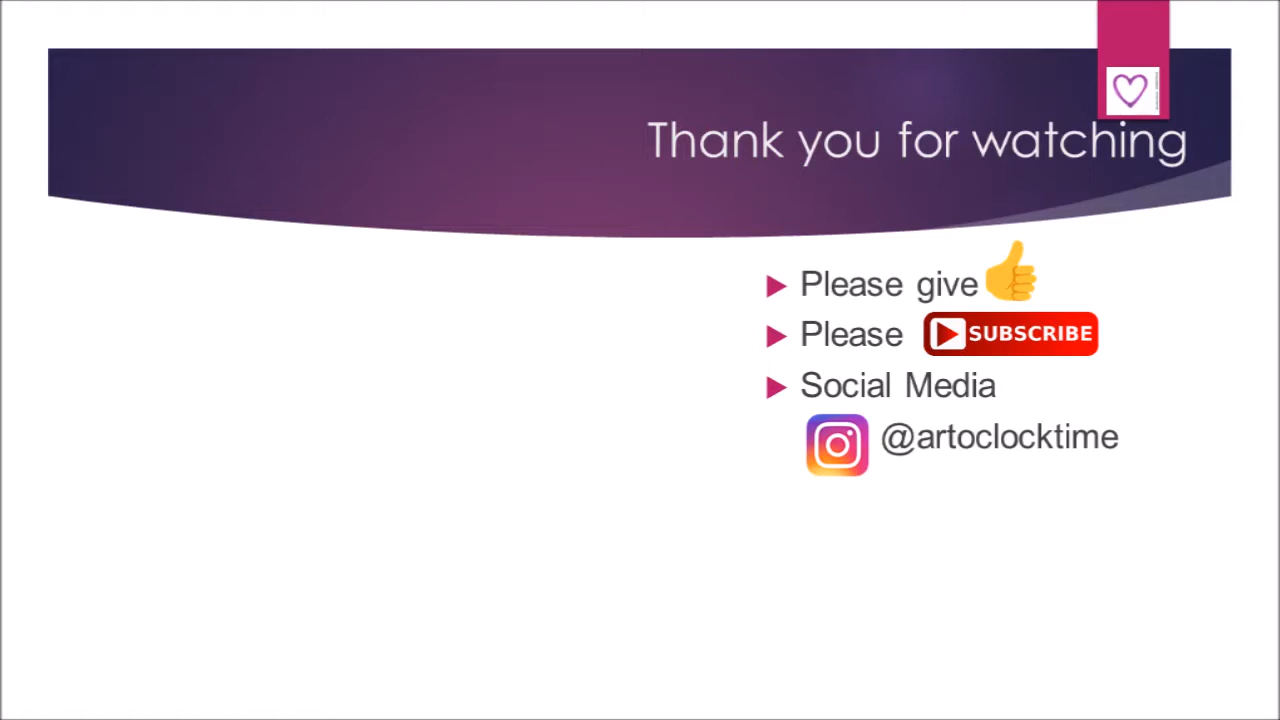 Thank you for watching
Please give
Please SUBSCRIBE
Social Media
@artoclocktime